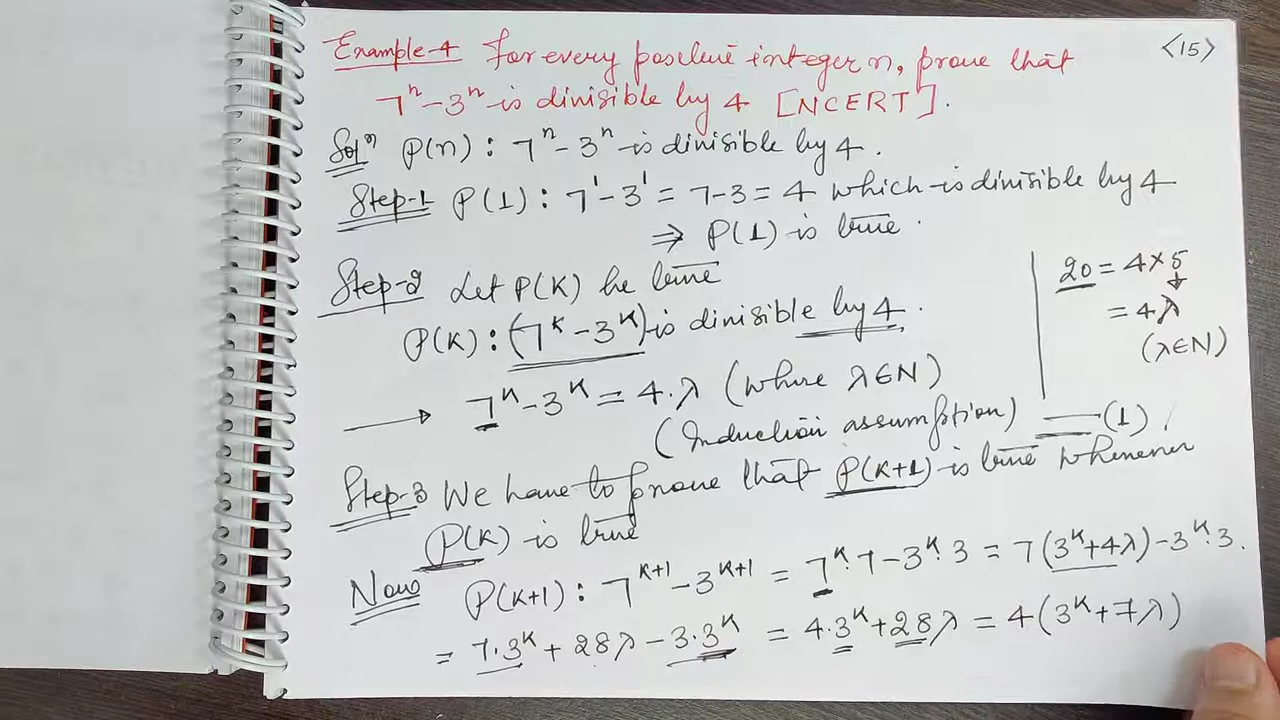 Example-4 For every positive integer n, prove that <15>
7ⁿ-3ⁿ is divisible by 4 [NCERT].
Solⁿ P(n): 7ⁿ-3ⁿ is divisible by 4.
Step-1 P(1): 7¹-3¹ = 7-3 = 4 which is divisible by 4
⇒ P(1) is true.
Step-2 Let P(K) be true
P(K): (7ᴷ-3ᴷ) is divisible by 4.
20 = 4×5
↓
= 4λ
(λ∈N)
→ 7ᴷ-3ᴷ = 4.λ (where λ∈N)
(Induction assumption) —(1)
Step-3 We have to prove that P(K+1) is true whenever
P(K) is true
Now P(K+1): 7ᴷ⁺¹-3ᴷ⁺¹ = 7ᴷ.7-3ᴷ.3 = 7(3ᴷ+4λ)-3ᴷ.3.
= 7.3ᴷ+28λ-3.3ᴷ = 4.3ᴷ+28λ = 4(3ᴷ+7λ)